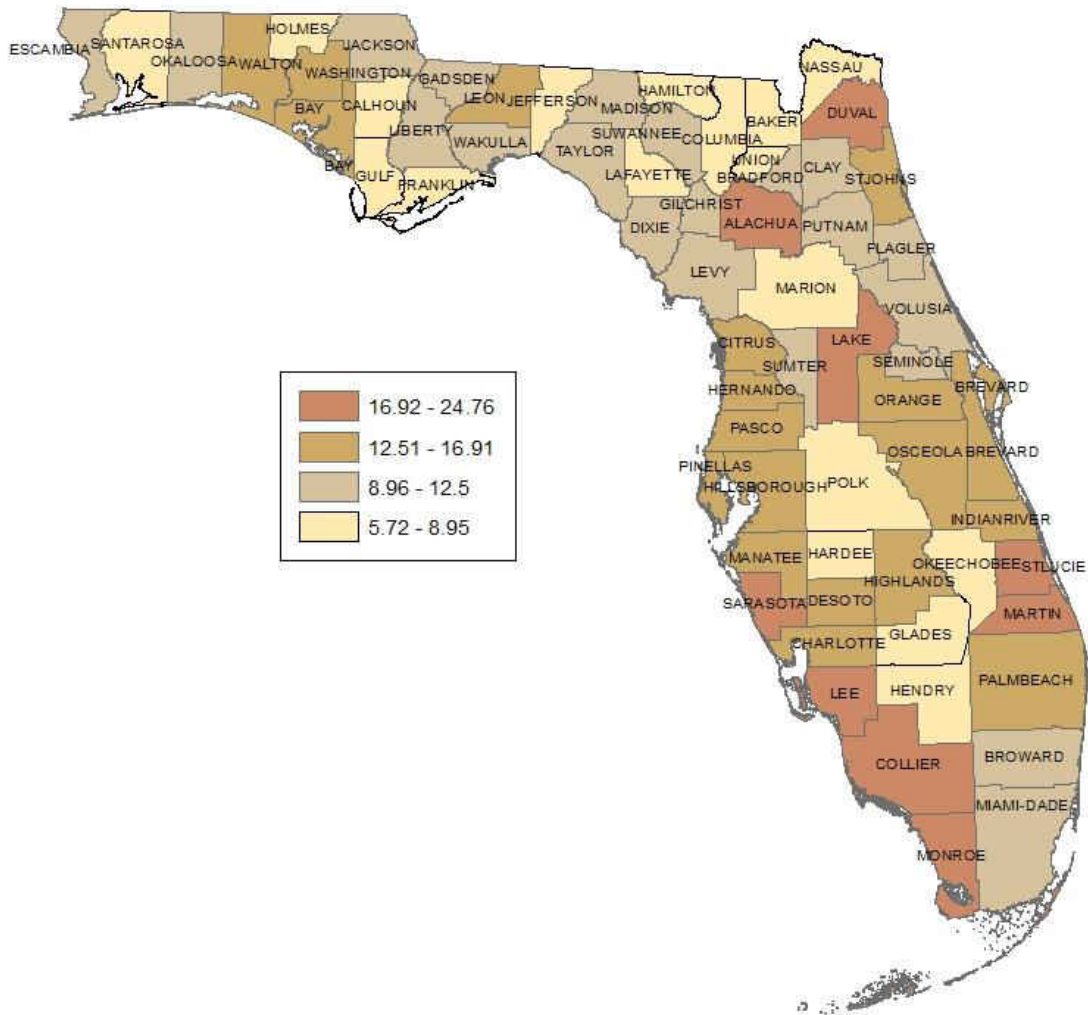 ESCAMBIA
SANTAROSA
OKALOOSA
WALTON
HOLMES
JACKSON
WASHINGTON
BAY
BAY
CALHOUN
GULF
GADSDEN
LIBERTY
FRANKLIN
LEON
WAKULLA
JEFFERSON
MADISON
TAYLOR
HAMILTON
SUWANNEE
LAFAYETTE
COLUMBIA
BAKER
NASSAU
DUVAL
UNION
BRADFORD
CLAY
STJOHNS
GILCHRIST
ALACHUA
PUTNAM
DIXIE
FLAGLER
LEVY
MARION
VOLUSIA
CITRUS
LAKE
SUMTER
SEMINOLE
HERNANDO
ORANGE
BREVARD
PASCO
OSCEOLA
BREVARD
PINELLAS
HILLSBOROUGH
POLK
INDIANRIVER
MANATEE
HARDEE
OKEECHOBEE
STLUCIE
HIGHLANDS
SARASOTA
DESOTO
MARTIN
CHARLOTTE
GLADES
LEE
HENDRY
PALMBEACH
COLLIER
BROWARD
MIAMI-DADE
MONROE
16.92 - 24.76
12.51 - 16.91
8.96 - 12.5
5.72 - 8.95